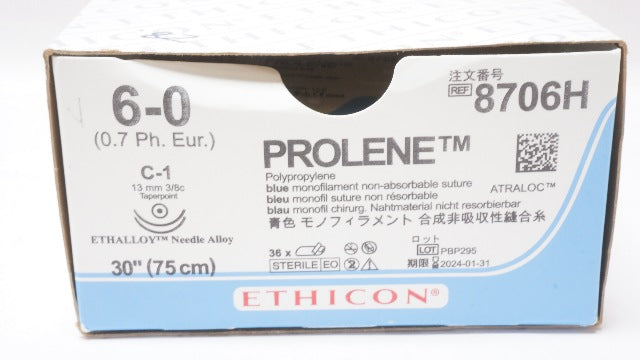 6-0
(0.7 Ph. Eur.)
C-1
13 mm 3/8c
Taperpoint
ETHALLOY™ Needle Alloy
30" (75 cm)
注文番号
REF 8706H
PROLENE™
Polypropylene
blue monofilament non-absorbable suture
bleu monofil suture non résorbable
blau monofil chirurg. Nahtmaterial nicht resorbierbar
青色 モノフィラメント 合成非吸収性縫合糸
ATRALOC™
36 x
STERILE EO
ロット
LOT PBP295
期限 2024-01-31
ETHICON®